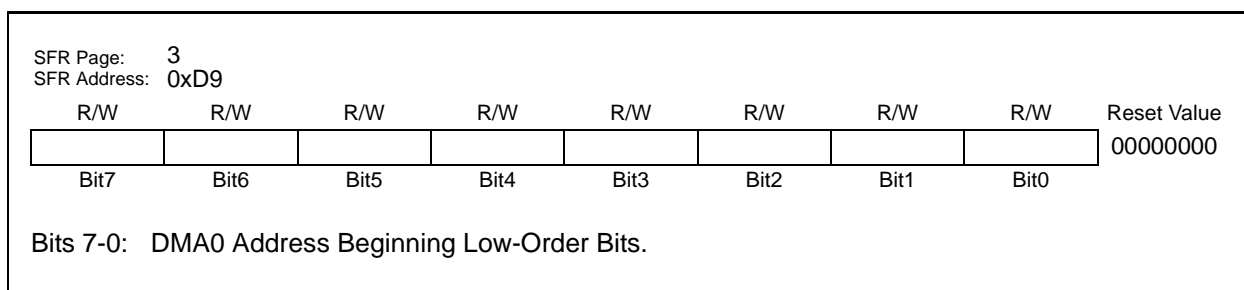 SFR Page: 3
SFR Address: 0xD9
R/W R/W R/W R/W R/W R/W R/W R/W Reset Value
00000000
Bit7 Bit6 Bit5 Bit4 Bit3 Bit2 Bit1 Bit0
Bits 7-0: DMA0 Address Beginning Low-Order Bits.